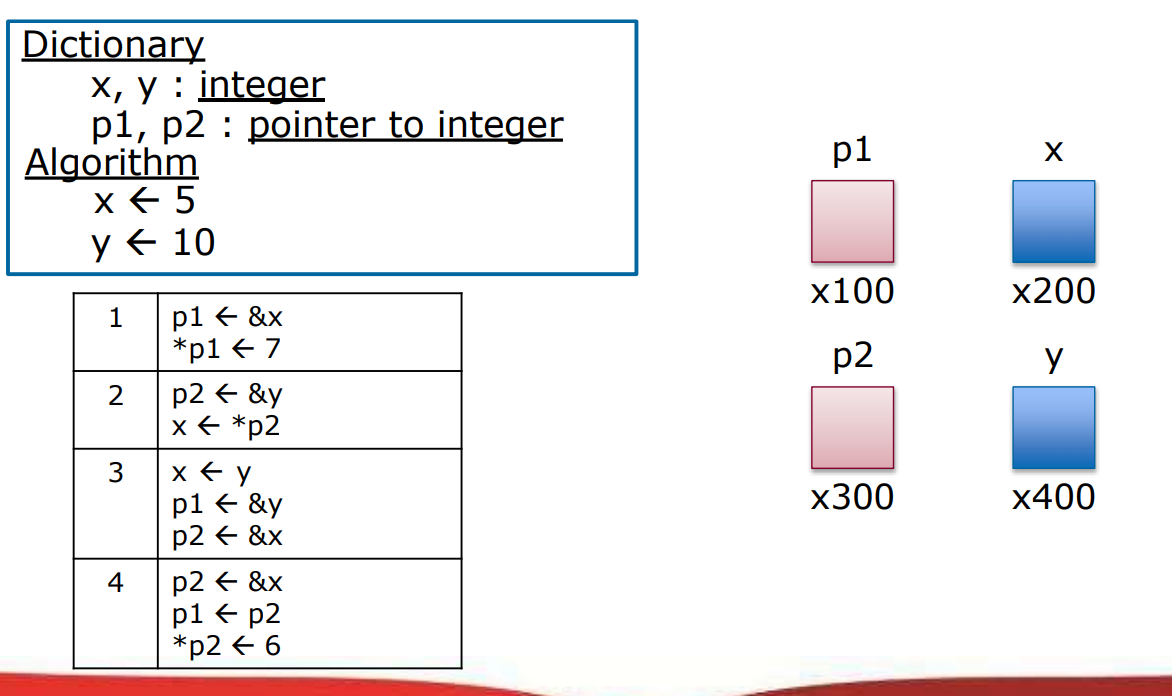 Dictionary
x, y : integer
p1, p2 : pointer to integer
Algorithm
x ← 5
y ← 10
1
p1 ← &x
*p1 ← 7
2
p2 ← &y
x ← *p2
3
x ← y
p1 ← &y
p2 ← &x
4
p2 ← &x
p1 ← p2
*p2 ← 6
p1 x
x100 x200
p2 y
x300 x400